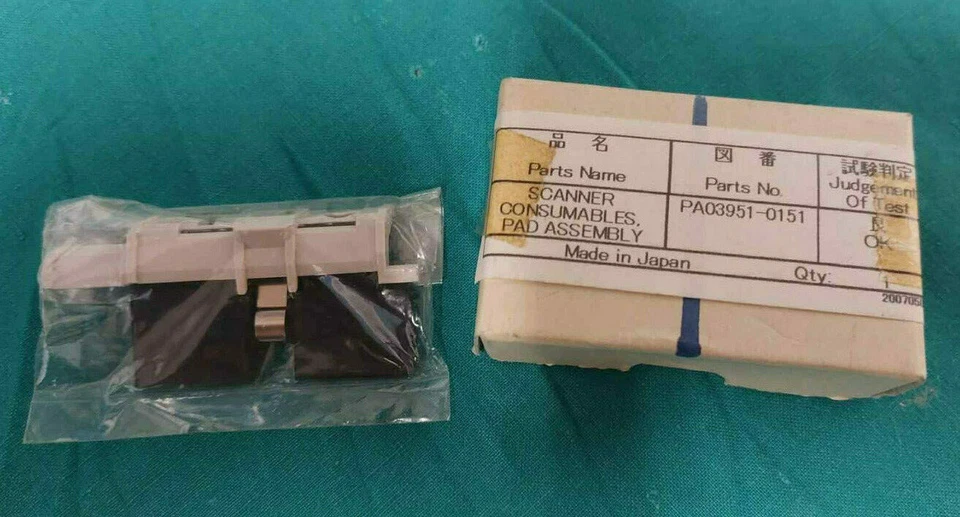 品名
Parts Name
図番
Parts No.
試験判定
Judgement
Of Test
SCANNER
CONSUMABLES,
PAD ASSEMBLY
PA03951-0151
良
OK
Made in Japan
Qty: 1